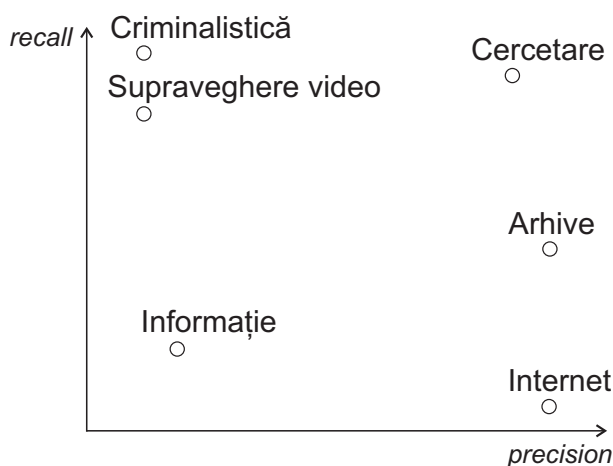 recall
Criminalistică
Cercetare
Supraveghere video
Arhive
Informație
Internet
precision